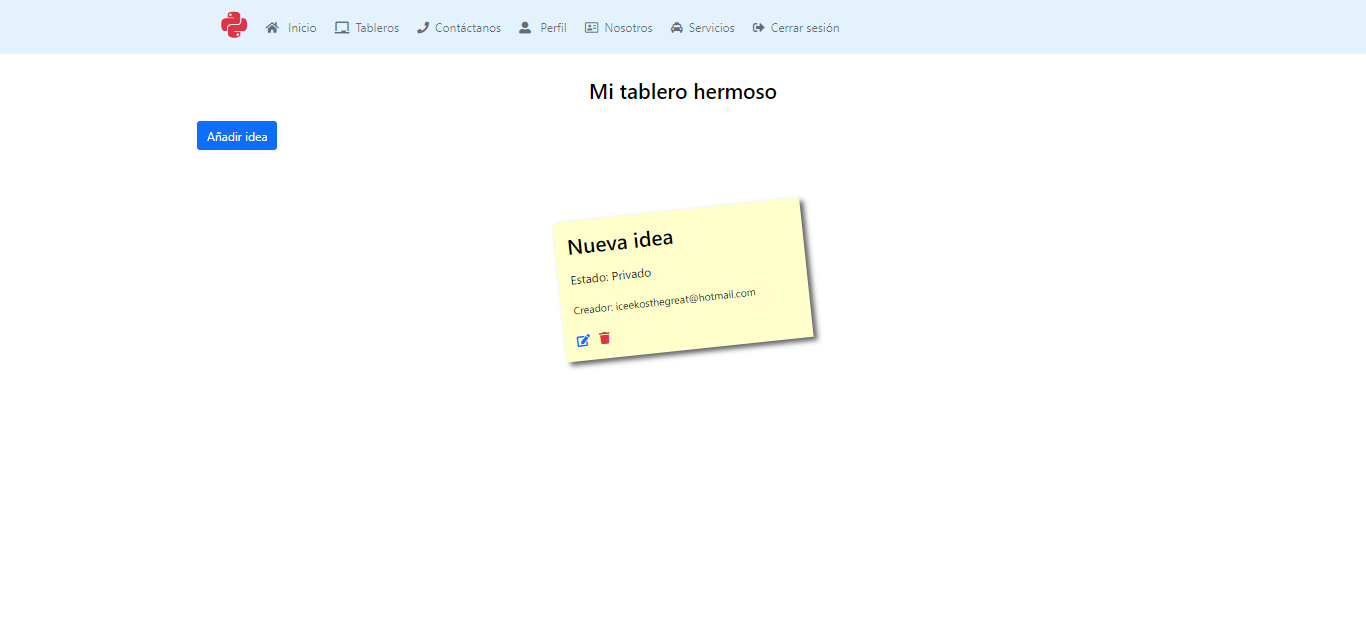 Inicio Tableros Contáctanos Perfil Nosotros Servicios Cerrar sesión
Mi tablero hermoso
Añadir idea
Nueva idea
Estado: Privado
Creador: iceekosthegreat@hotmail.com